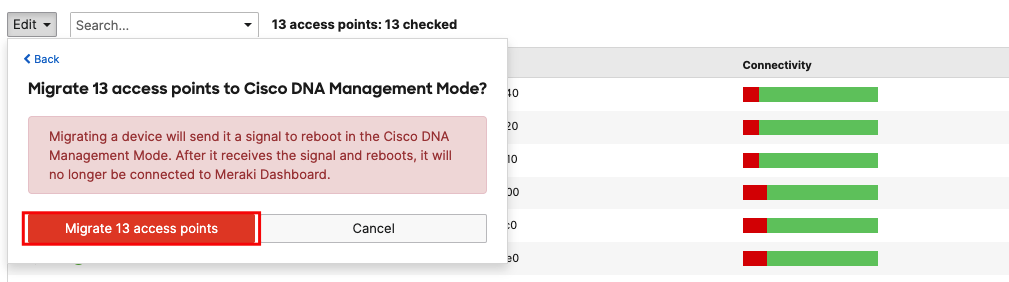 Edit
Search...
13 access points: 13 checked
Back
Connectivity
Migrate 13 access points to Cisco DNA Management Mode?
40
Migrating a device will send it a signal to reboot in the Cisco DNA
Management Mode. After it receives the signal and reboots, it will
no longer be connected to Meraki Dashboard.
20
10
00
Migrate 13 access points
Cancel
c0
e0